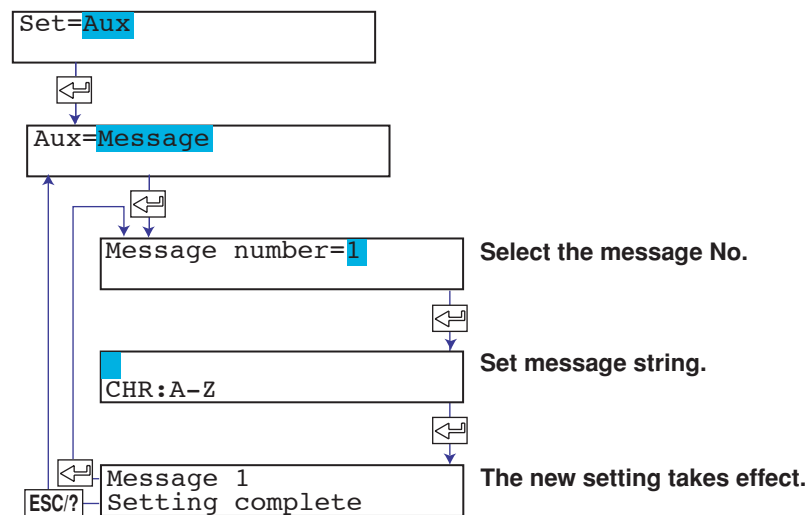 Set=Aux
Aux=Message
Message number=1
Select the message No.
CHR:A-Z
Set message string.
Message 1
Setting complete
The new setting takes effect.
ESC/?